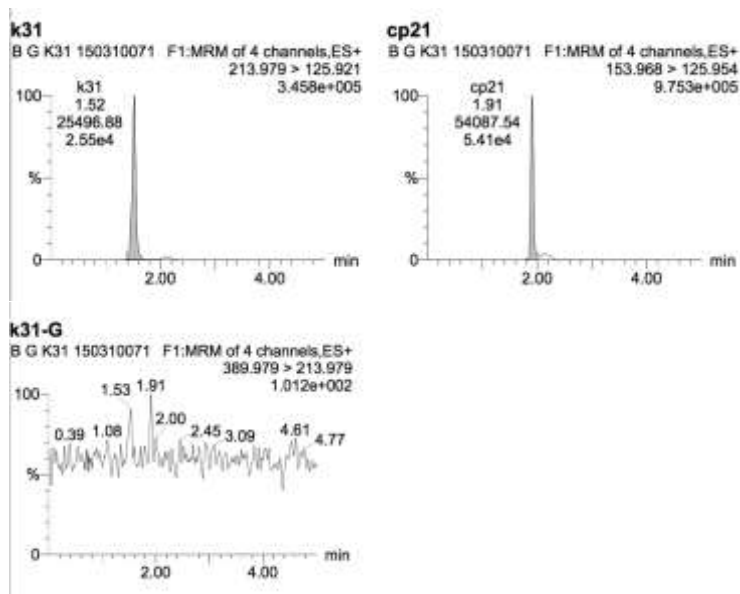 k31
B G K31 150310071 F1:MRM of 4 channels,ES+
213.979 > 125.921
3.458e+005
k31
1.52
25496.88
2.55e4
100
%
0
min
2.00
4.00
cp21
B G K31 150310071 F1:MRM of 4 channels,ES+
153.968 > 125.954
9.753e+005
cp21
1.91
54087.54
5.41e4
100
%
0
min
2.00
4.00
k31-G
B G K31 150310071 F1:MRM of 4 channels,ES+
389.979 > 213.979
1.012e+002
100
1.53 1.91
2.00
0.39 1.08 2.45 3.09 4.61 4.77
%
0
min
2.00
4.00